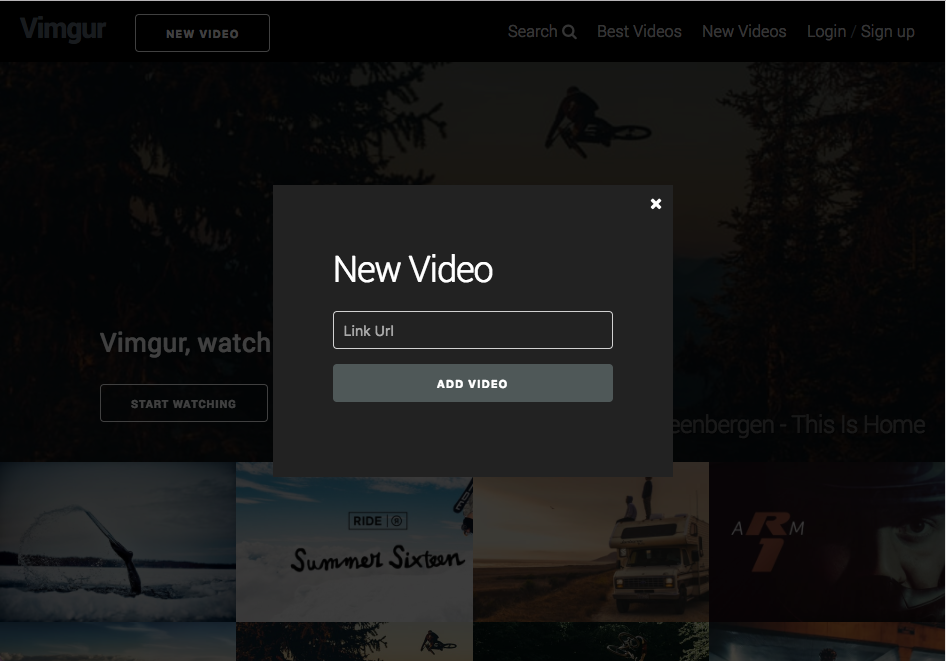 Vimgur
NEW VIDEO
Search
Best Videos
New Videos
Login / Sign up
New Video
Link Url
ADD VIDEO
Vimgur, watch
START WATCHING
This Is Home
RIDE
Summer Sixteen
ARM
1